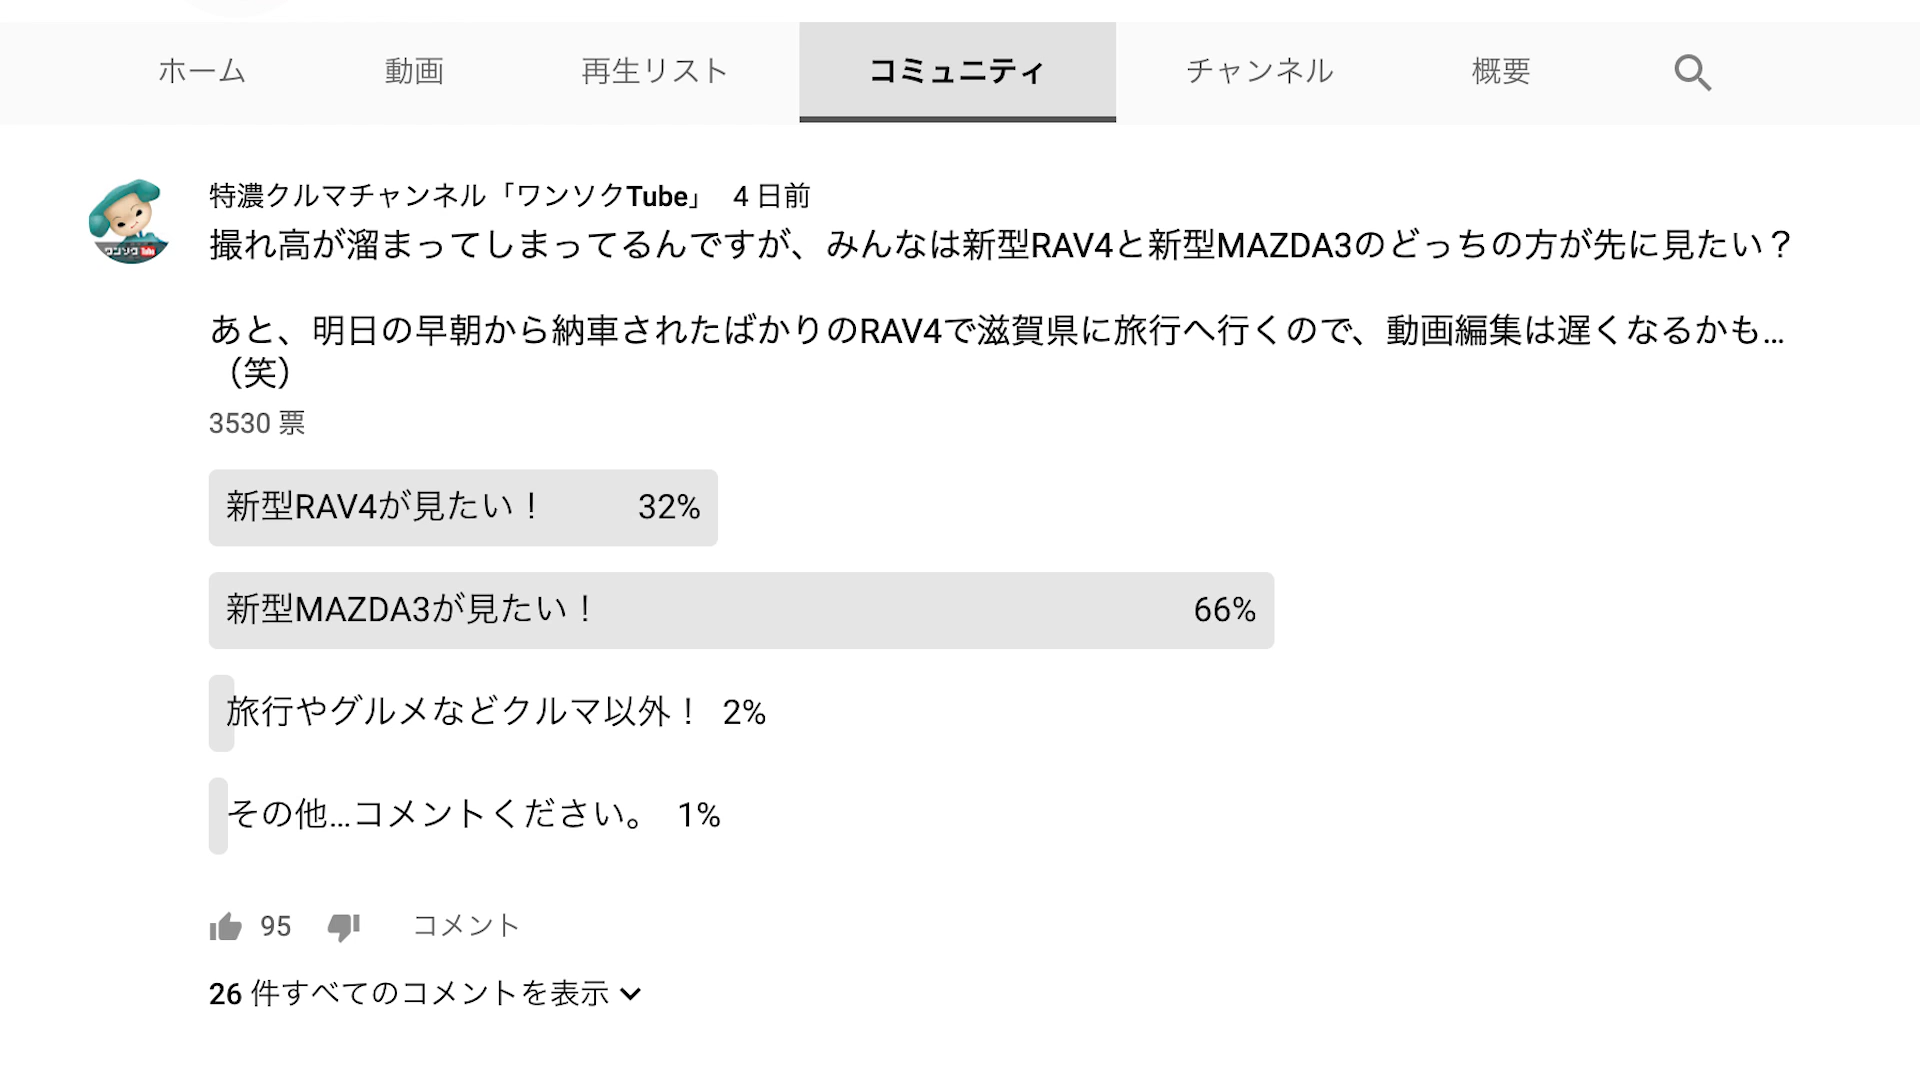 ホーム 動画 再生リスト コミュニティ チャンネル 概要
特濃クルマチャンネル「ワンソクTube」 4 日前
撮れ高が溜まってしまってるんですが、みんなは新型RAV4と新型MAZDA3のどっちの方が先に見たい？
あと、明日の早朝から納車されたばかりのRAV4で滋賀県に旅行へ行くので、動画編集は遅くなるかも...
（笑）
3530 票
新型RAV4が見たい！ 32%
新型MAZDA3が見たい！ 66%
旅行やグルメなどクルマ以外！ 2%
その他...コメントください。 1%
95 コメント
26 件すべてのコメントを表示
ワンソク Tube